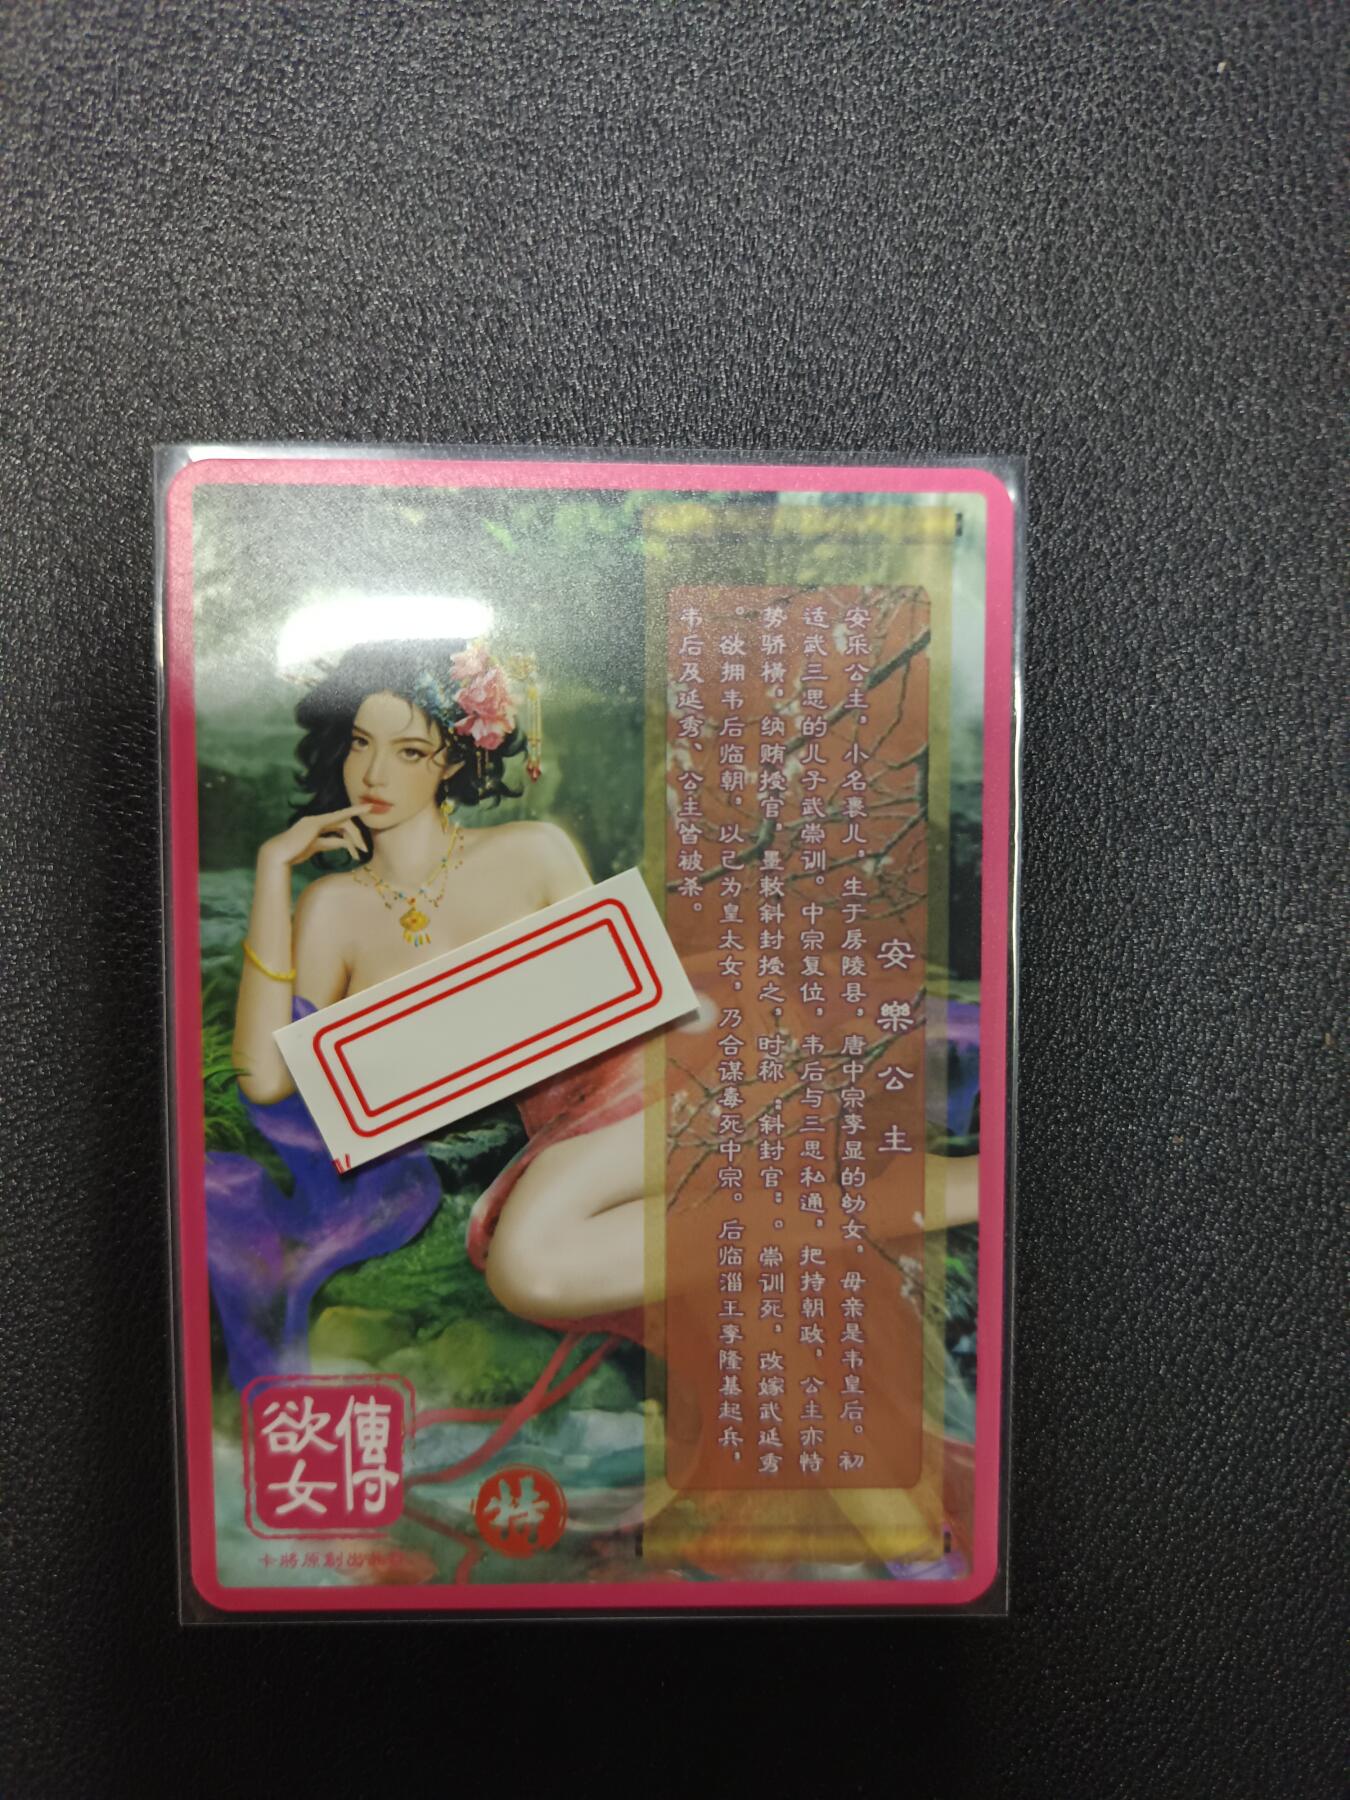 安樂公主
安乐公主，小名裹儿，生于房陵县，唐中宗李显的幼女，母亲是韦皇后。初
适武三思的儿子武崇训。中宗复位，韦后与三思私通，把持朝政，公主亦恃
势骄横，纳贿授官，墨敕斜封授之，时称“斜封官”。崇训死，改嫁武延秀
。欲拥韦后临朝，以己为皇太女，乃合谋毒死中宗。后临淄王李隆基起兵，
韦后及延秀、公主皆被杀。
欲女
傳
特
卡將原創出